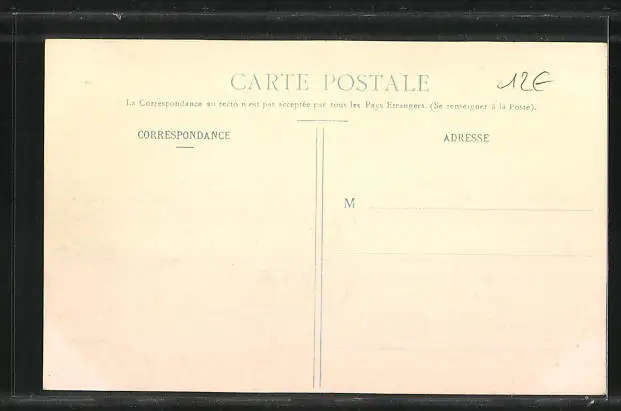 CARTE POSTALE
12€
La Correspondance au recto n'est pas acceptée par tous les Pays Etrangers. (Se renseigner à la Poste).
CORRESPONDANCE
ADRESSE
M